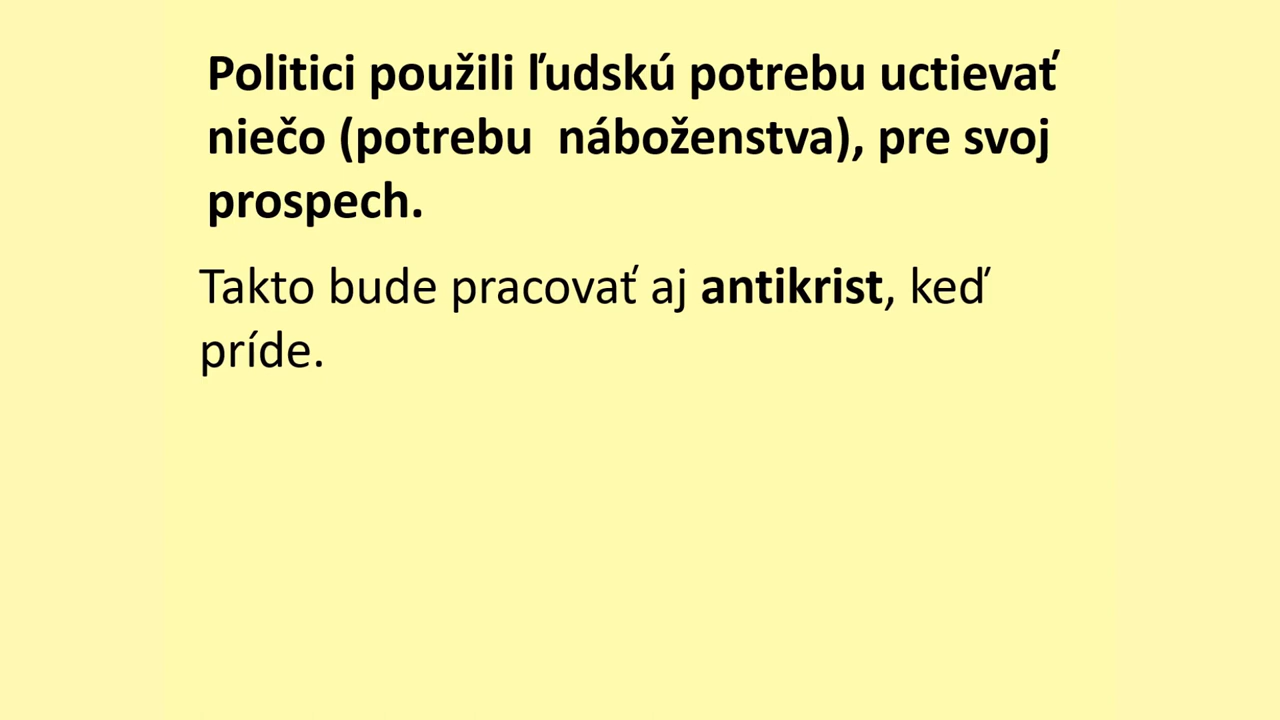 Politici použili ľudskú potrebu uctievať
niečo (potrebu  náboženstva), pre svoj
prospech.
Takto bude pracovať aj antikrist, keď
príde.